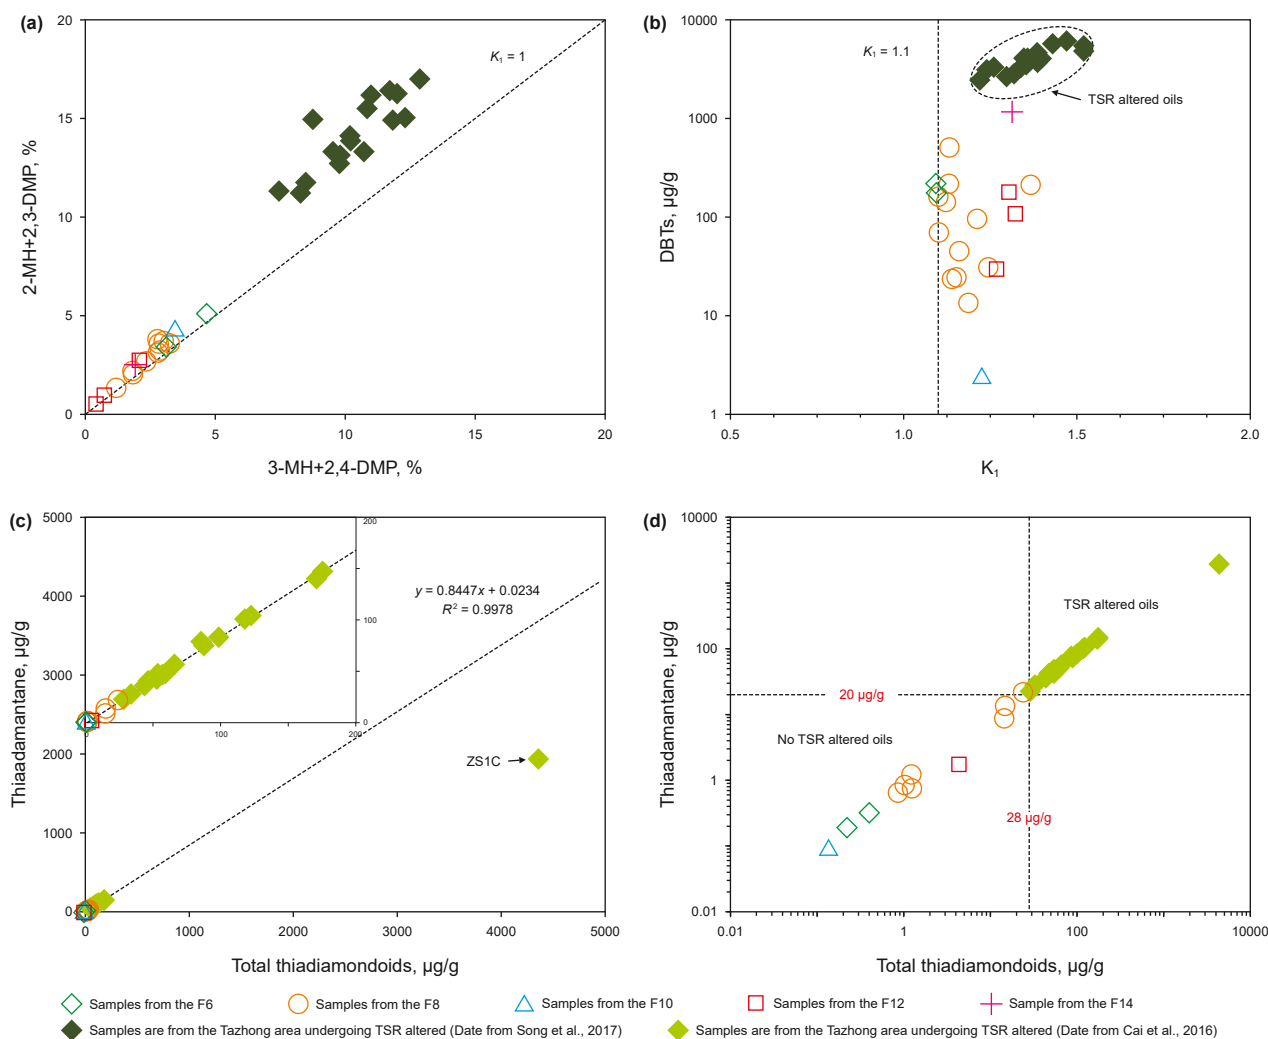 (a)
20
15
10
5
0
0
5
10
15
20
2-MH+2,3-DMP, %
3-MH+2,4-DMP, %
K₁ = 1
(b)
10000
1000
100
10
1
0.5
1.0
1.5
2.0
DBTs, µg/g
K₁
K₁ = 1.1
TSR altered oils
(c)
5000
4000
3000
2000
1000
0
0
1000
2000
3000
4000
5000
Thiaadamantane, µg/g
Total thiadiamondoids, µg/g
200
100
0
0
100
200
y = 0.8447x + 0.0234
R² = 0.9978
ZS1C
(d)
10000
100
1
0.01
0.01
1
100
10000
Thiaadamantane, µg/g
Total thiadiamondoids, µg/g
TSR altered oils
20 µg/g
No TSR altered oils
28 µg/g
Samples from the F6
Samples from the F8
Samples from the F10
Samples from the F12
Sample from the F14
Samples are from the Tazhong area undergoing TSR altered (Date from Song et al., 2017)
Samples are from the Tazhong area undergoing TSR altered (Date from Cai et al., 2016)